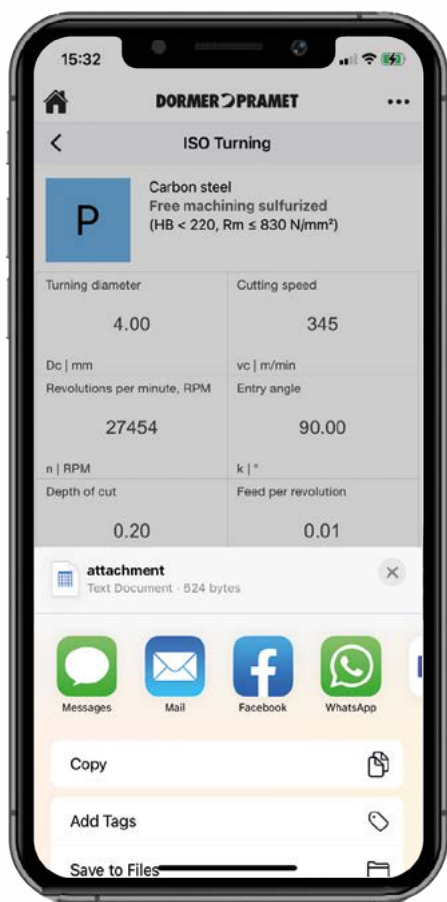 15:32
DORMER PRAMET
ISO Turning
P
Carbon steel
Free machining sulfurized
(HB < 220, Rm ≤ 830 N/mm²)
Turning diameter
4.00
Dc | mm
Cutting speed
345
vc | m/min
Revolutions per minute, RPM
27454
n | RPM
Entry angle
90.00
k | °
Depth of cut
0.20
Feed per revolution
0.01
attachment
Text Document · 624 bytes
Messages
Mail
Facebook
WhatsApp
Copy
Add Tags
Save to Files